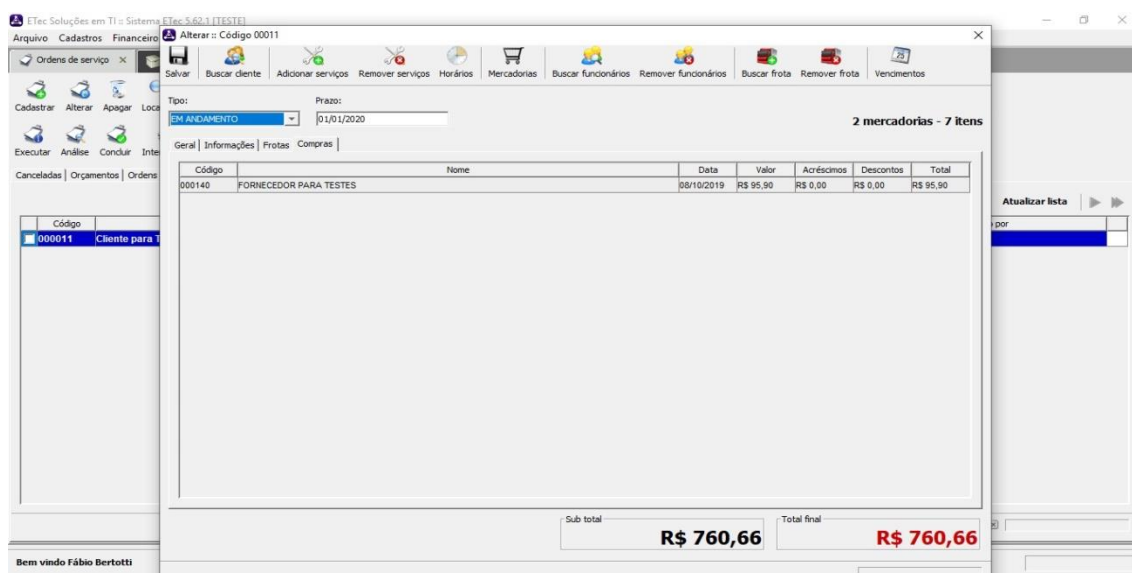 ETec Soluções em TI :: Sistema ETec 5.62.1 [TESTE]
Arquivo Cadastros Financeiro
Alterar :: Código 00011
Ordens de serviço
Salvar Buscar cliente Adicionar serviços Remover serviços Horários Mercadorias Buscar funcionários Remover funcionários Buscar frota Remover frota Vencimentos
Cadastrar Alterar Apagar Loca
Tipo: Prazo:
EM ANDAMENTO 01/01/2020
2 mercadorias - 7 itens
Executar Análise Concluir Inte
Geral Informações Frotas Compras
Canceladas Orçamentos Ordens
Código Nome Data Valor Acréscimos Descontos Total
000140 FORNECEDOR PARA TESTES 08/10/2019 R$ 95,90 R$ 0,00 R$ 0,00 R$ 95,90
Atualizar lista
Código por
000011 Cliente para T
Sub total Total final
R$ 760,66 R$ 760,66
Bem vindo Fábio Bertotti